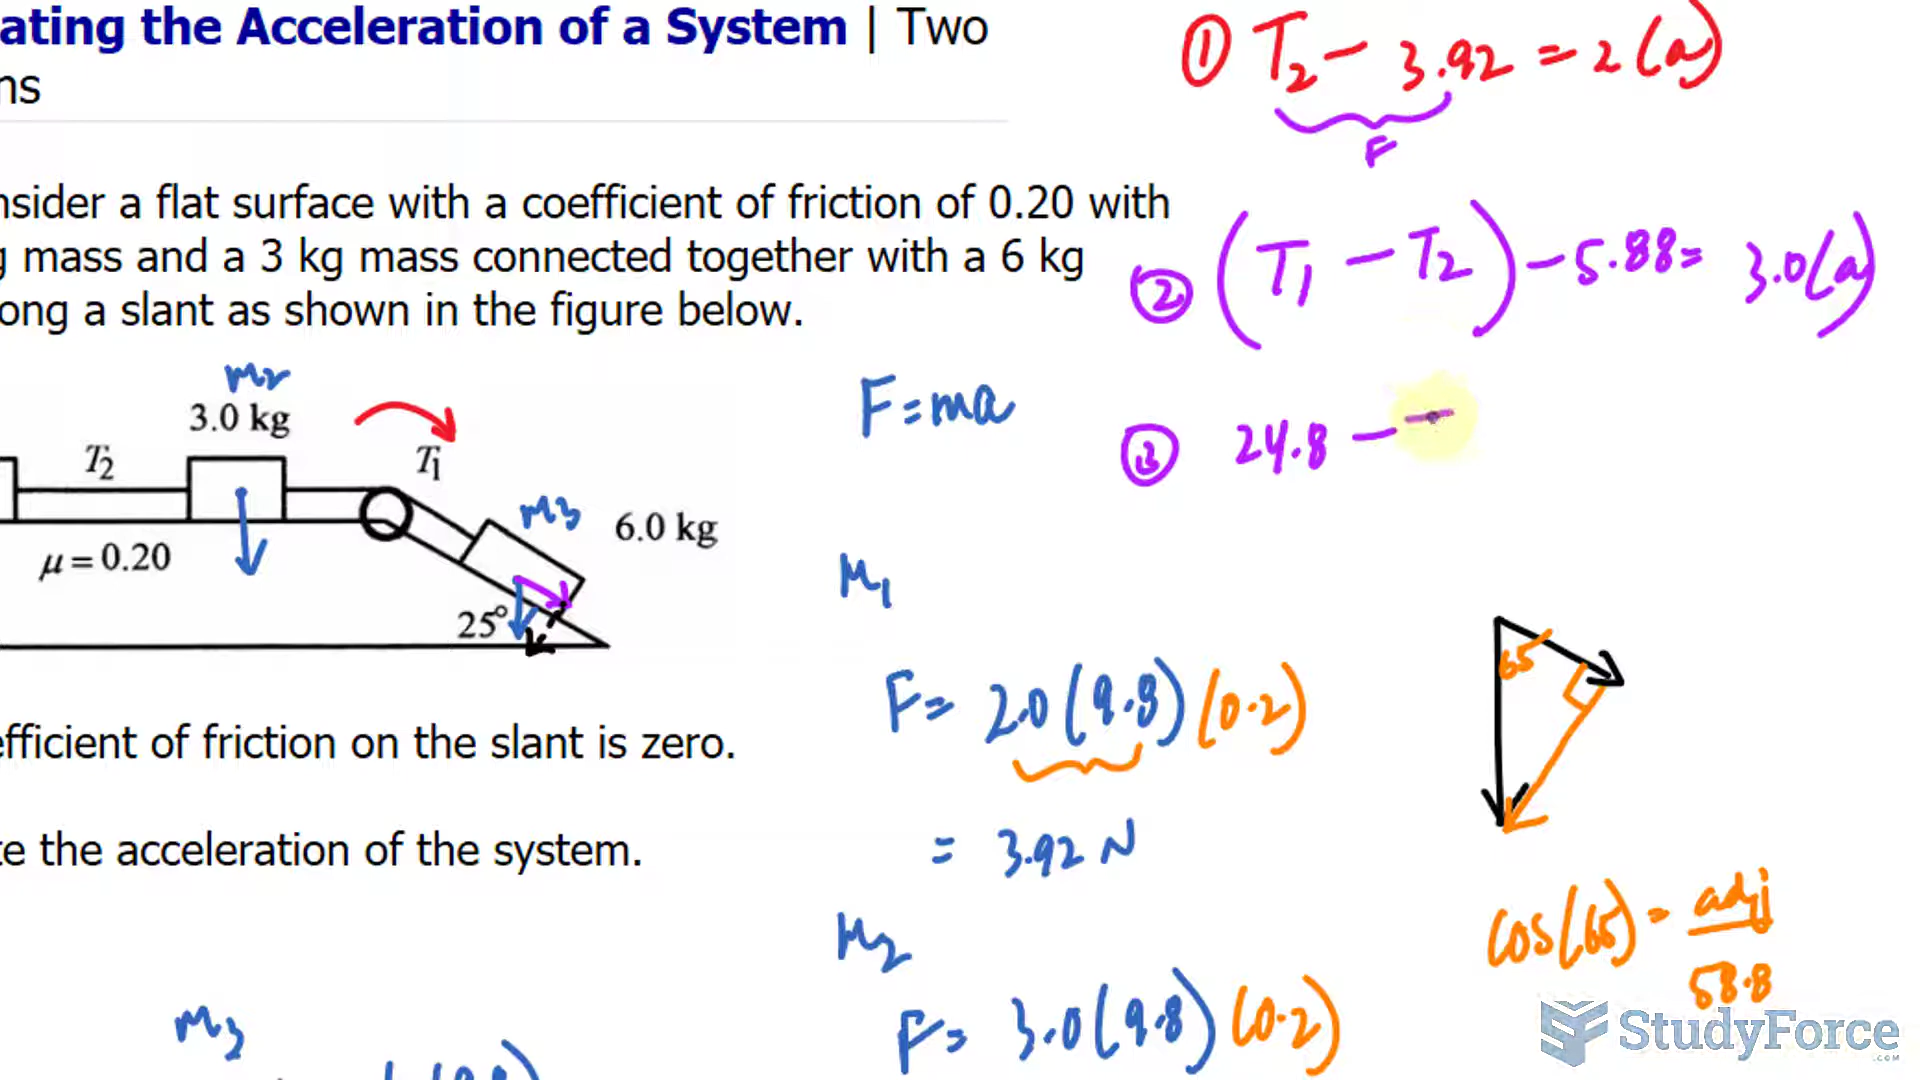 ating the Acceleration of a System | Two
ns
nsider a flat surface with a coefficient of friction of 0.20 with
g mass and a 3 kg mass connected together with a 6 kg
ong a slant as shown in the figure below.
m2
3.0 kg
T2
T1
m3
6.0 kg
μ = 0.20
25°
efficient of friction on the slant is zero.
te the acceleration of the system.
m3
① T2 - 3.92 = 2(a)
F
② (T1 - T2) - 5.88 = 3.0(a)
F=ma
③ 24.8 -
M1
F= 2.0(9.8)(0.2)
= 3.92 N
M2
F= 3.0(9.8)(0.2)
65
cos(65) = adj
58.8
StudyForce
.COM